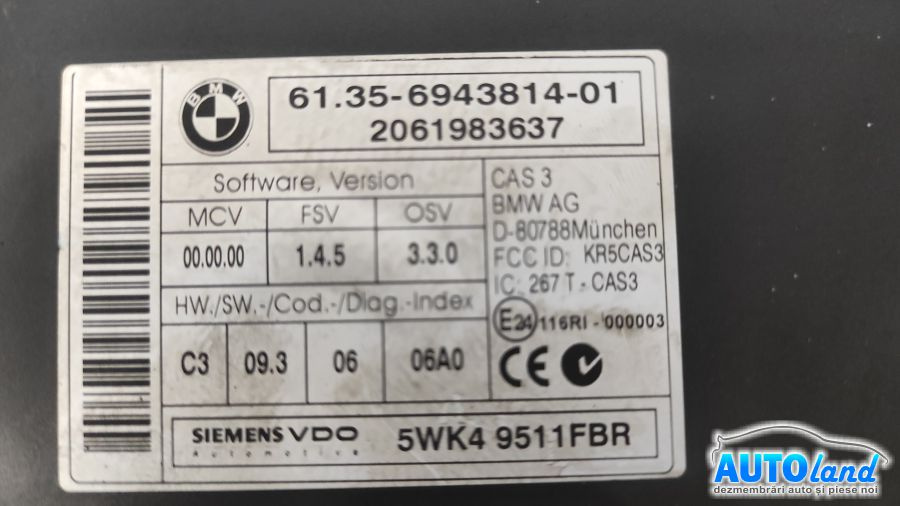 BMW
61.35-6943814-01
2061983637
Software, Version
MCV FSV OSV
00.00.00 1.4.5 3.3.0
HW./SW.-/Cod.-/Diag.-Index
C3 09.3 06 06A0
CAS 3
BMW AG
D-80788München
FCC ID: KR5CAS3
IC: 267 T - CAS3
E24 116RI - 000003
CE
SIEMENS VDO
Automotive
5WK4 9511FBR
AUTOland
dezmembrări auto și piese noi